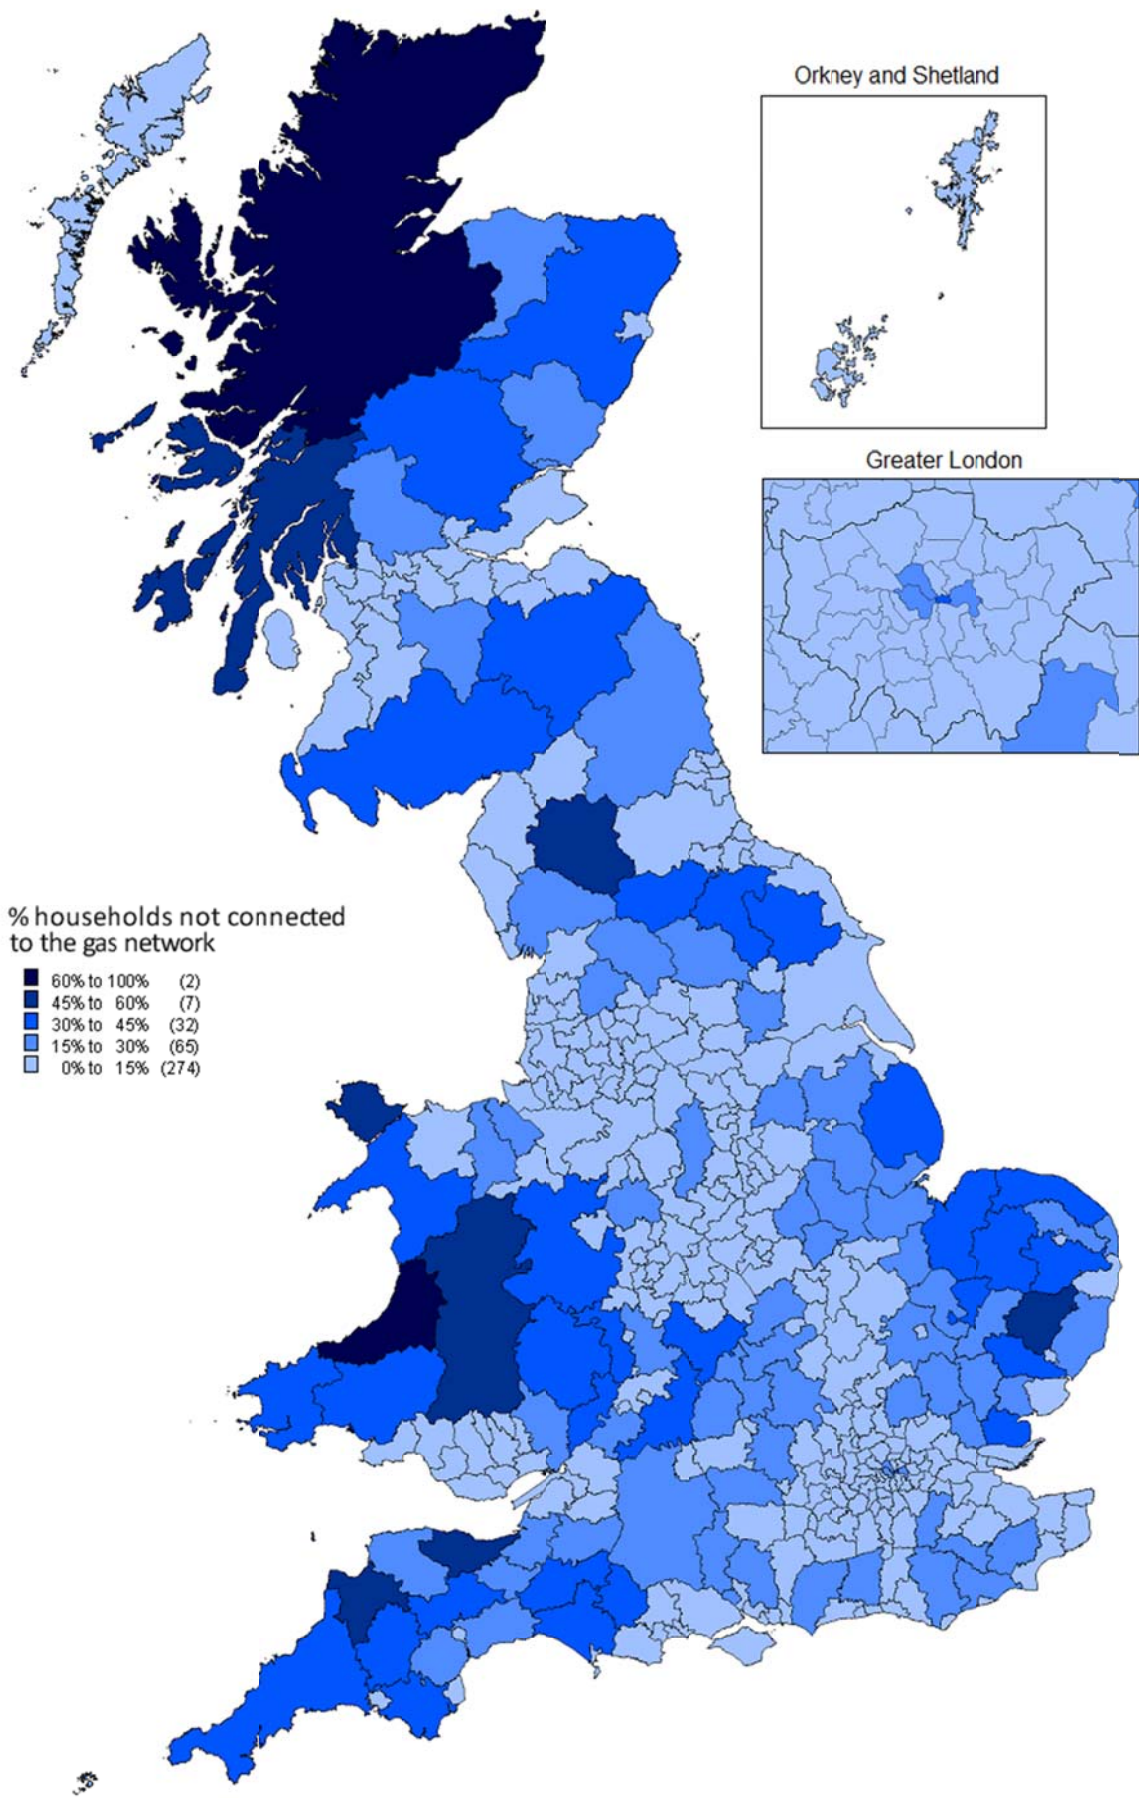 Orkney and Shetland
Greater London
% households not connected
to the gas network
60% to 100% (2)
45% to 60% (7)
30% to 45% (32)
15% to 30% (65)
0% to 15% (274)